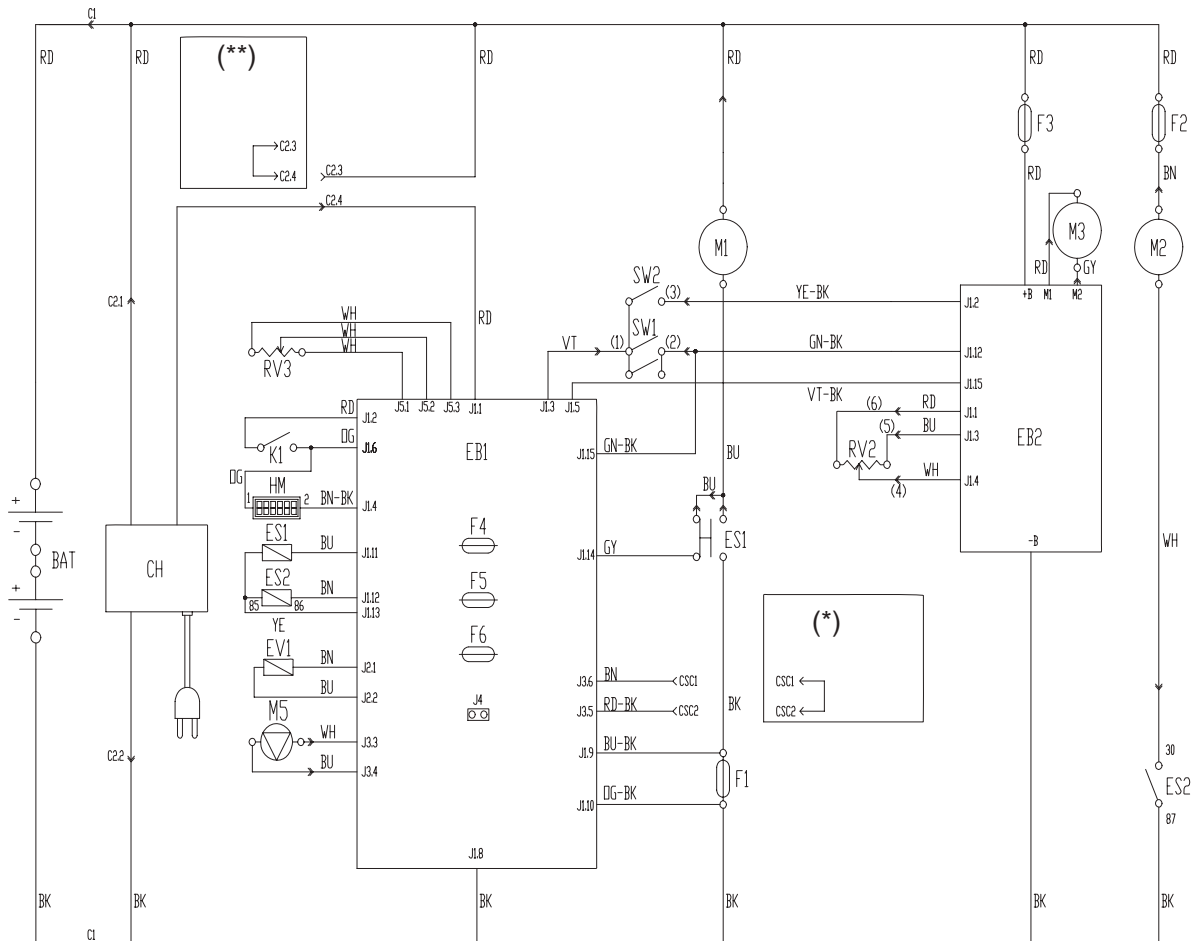 C1
RD
RD
(**)
RD
RD
RD
RD
F3
F2
C2.3
C2.4
C2.3
C2.4
RD
BN
M3
M1
M2
RD
GY
SW2
(3)
YE-BK
J1.2
+B
M1
M2
C2.1
WH
WH
WH
RD
SW1
VT
(1)
(2)
GN-BK
J1.12
RV3
VT-BK
J1.15
J5.1
J5.2
J5.3
J1.1
J1.3
J1.5
(6)
RD
J1.1
RD
J1.2
(5)
BU
J1.3
K1
OG
J1.6
EB1
GN-BK
J1.15
BU
RV2
EB2
OG
HM
WH
J1.4
(4)
1
2
BN-BK
J1.4
BU
ES1
BU
J1.11
F4
GY
J1.14
ES1
-B
WH
+
-
BAT
CH
ES2
BN
J1.12
F5
85
86
J1.13
+
-
YE
F6
(*)
EV1
BN
J2.1
BU
J2.2
BN
J3.6
CSC1
CSC1
J4
RD-BK
J3.5
CSC2
CSC2
BK
M5
WH
J3.3
BU
J3.4
BU-BK
J1.9
C2.2
30
F1
ES2
OG-BK
J1.10
87
J1.8
BK
BK
BK
BK
BK
BK
C1